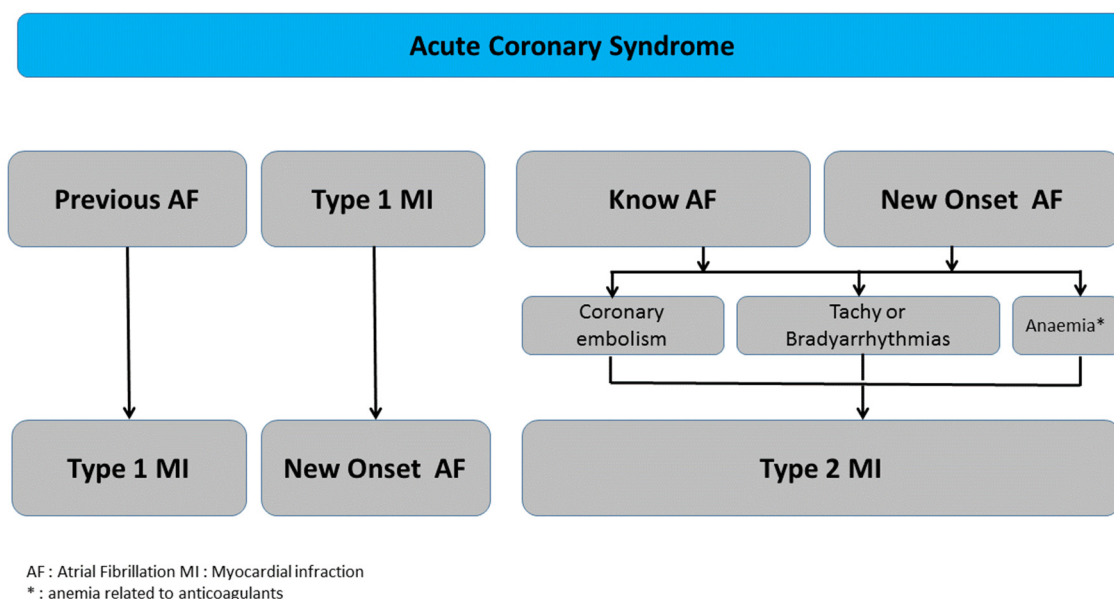 Acute Coronary Syndrome
Previous AF
Type 1 MI
Know AF
New Onset  AF
Coronary
embolism
Tachy or
Bradyarrhythmias
Anaemia*
Type 1 MI
New Onset  AF
Type 2 MI
AF : Atrial Fibrillation MI : Myocardial infraction
* : anemia related to anticoagulants